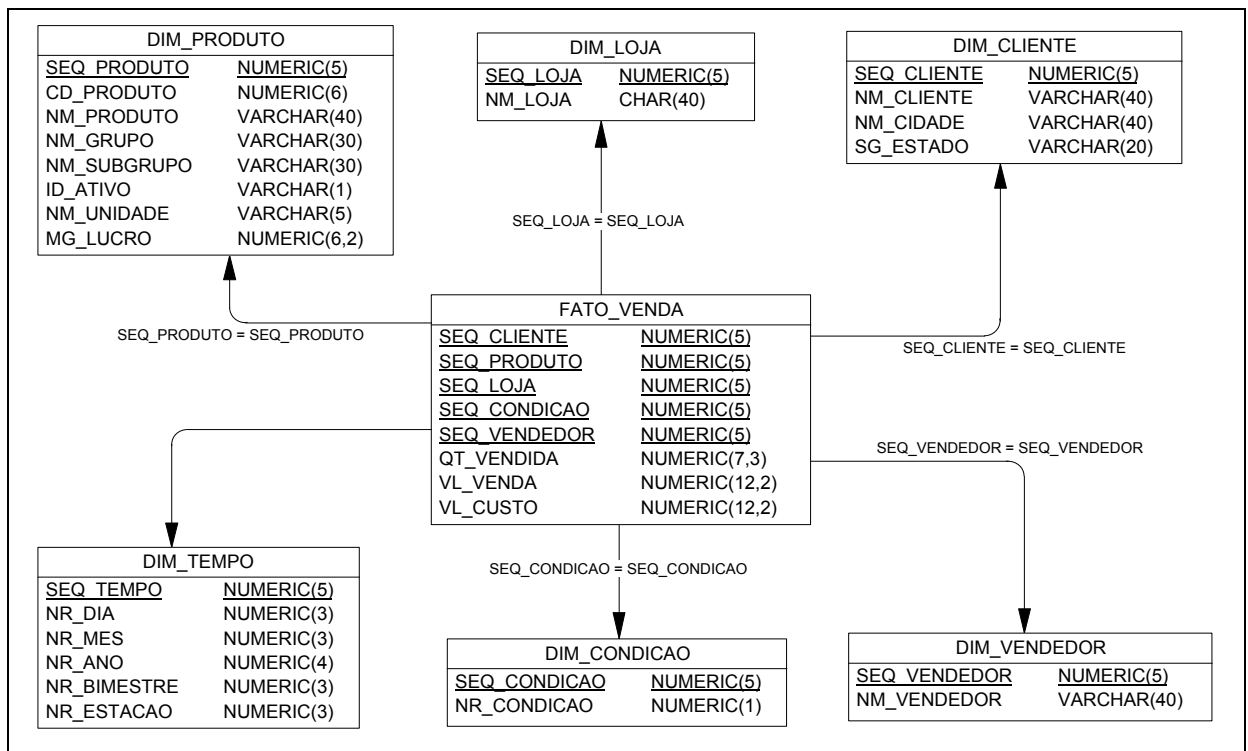 DIM_PRODUTO
SEQ_PRODUTO NUMERIC(5)
CD_PRODUTO NUMERIC(6)
NM_PRODUTO VARCHAR(40)
NM_GRUPO VARCHAR(30)
NM_SUBGRUPO VARCHAR(30)
ID_ATIVO VARCHAR(1)
NM_UNIDADE VARCHAR(5)
MG_LUCRO NUMERIC(6,2)
DIM_LOJA
SEQ_LOJA NUMERIC(5)
NM_LOJA CHAR(40)
DIM_CLIENTE
SEQ_CLIENTE NUMERIC(5)
NM_CLIENTE VARCHAR(40)
NM_CIDADE VARCHAR(40)
SG_ESTADO VARCHAR(20)
SEQ_LOJA = SEQ_LOJA
SEQ_PRODUTO = SEQ_PRODUTO
SEQ_CLIENTE = SEQ_CLIENTE
FATO_VENDA
SEQ_CLIENTE NUMERIC(5)
SEQ_PRODUTO NUMERIC(5)
SEQ_LOJA NUMERIC(5)
SEQ_CONDICAO NUMERIC(5)
SEQ_VENDEDOR NUMERIC(5)
QT_VENDIDA NUMERIC(7,3)
VL_VENDA NUMERIC(12,2)
VL_CUSTO NUMERIC(12,2)
SEQ_VENDEDOR = SEQ_VENDEDOR
SEQ_CONDICAO = SEQ_CONDICAO
DIM_TEMPO
SEQ_TEMPO NUMERIC(5)
NR_DIA NUMERIC(3)
NR_MES NUMERIC(3)
NR_ANO NUMERIC(4)
NR_BIMESTRE NUMERIC(3)
NR_ESTACAO NUMERIC(3)
DIM_CONDICAO
SEQ_CONDICAO NUMERIC(5)
NR_CONDICAO NUMERIC(1)
DIM_VENDEDOR
SEQ_VENDEDOR NUMERIC(5)
NM_VENDEDOR VARCHAR(40)